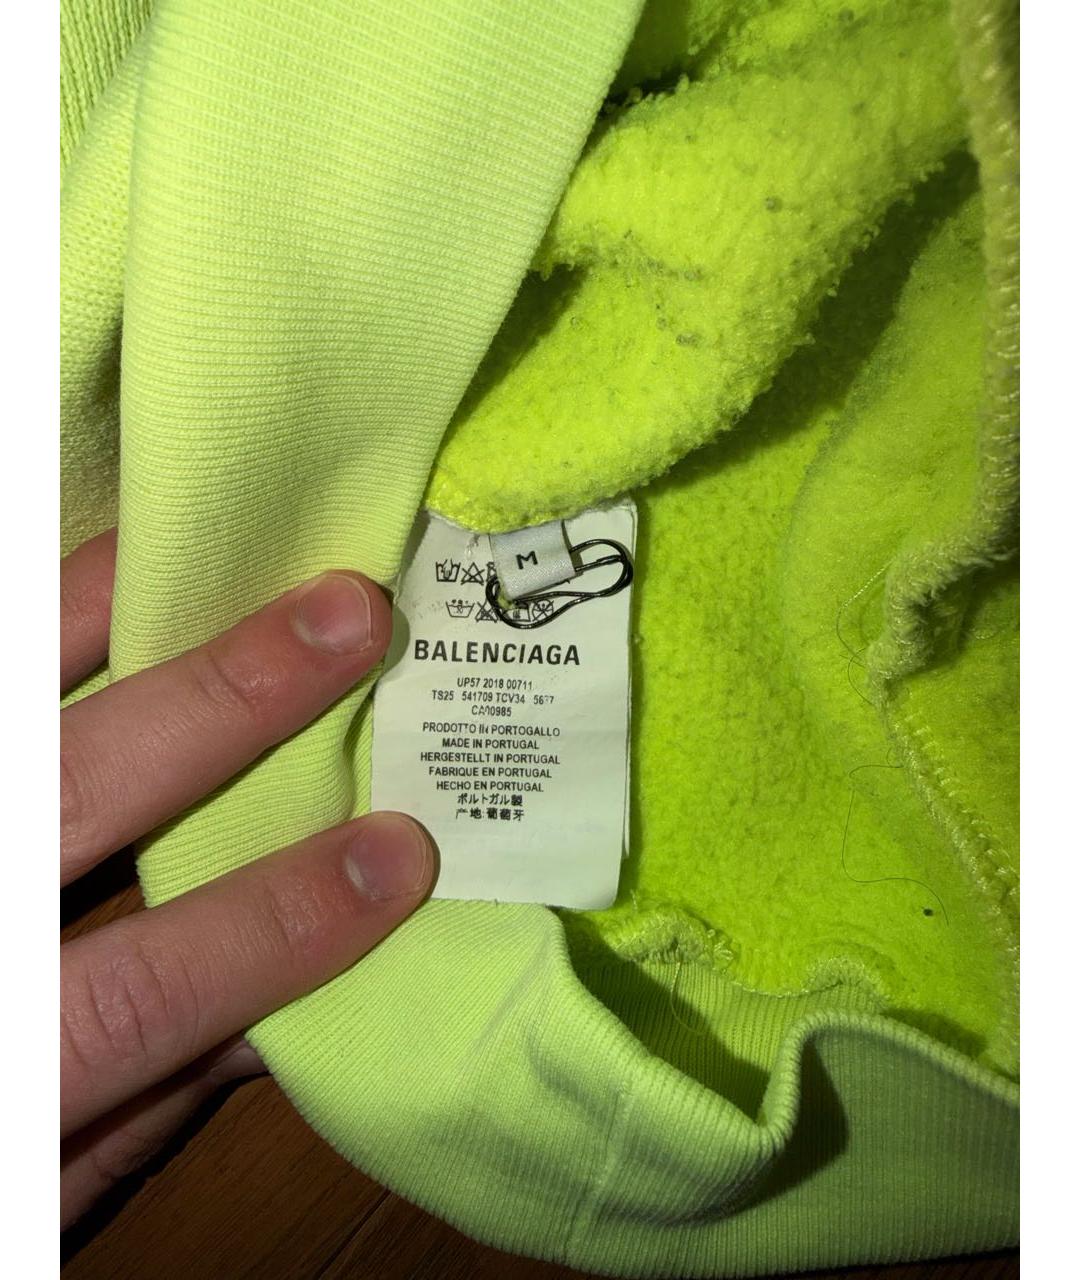 M
BALENCIAGA
UP57 2018 00711
TS25 541709 TCV34 5677
CA00985
PRODOTTO IN PORTOGALLO
MADE IN PORTUGAL
HERGESTELLT IN PORTUGAL
FABRIQUE EN PORTUGAL
HECHO EN PORTUGAL
ポルトガル製
产地:葡萄牙